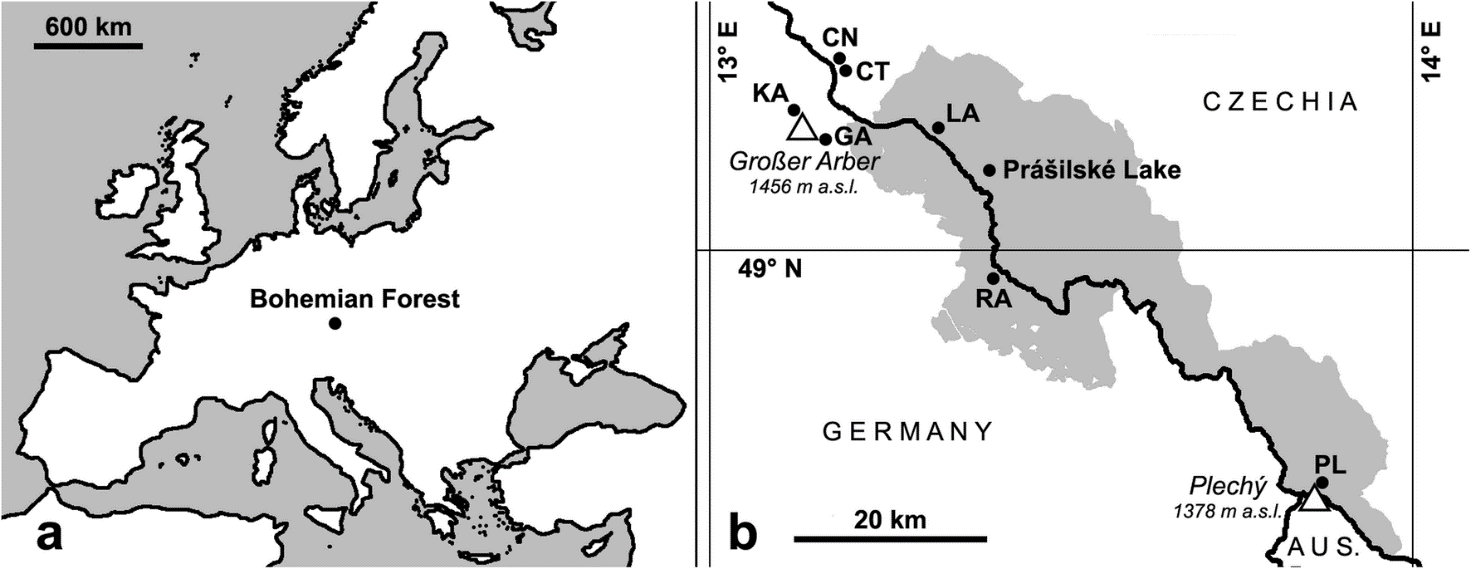 600 km
Bohemian Forest
a
13° E
14° E
CN
CT
KA
GA
LA
Großer Arber
1456 m a.s.l.
Prášilské Lake
CZECHIA
49° N
RA
GERMANY
PL
Plechý
1378 m a.s.l.
20 km
AUS.
b